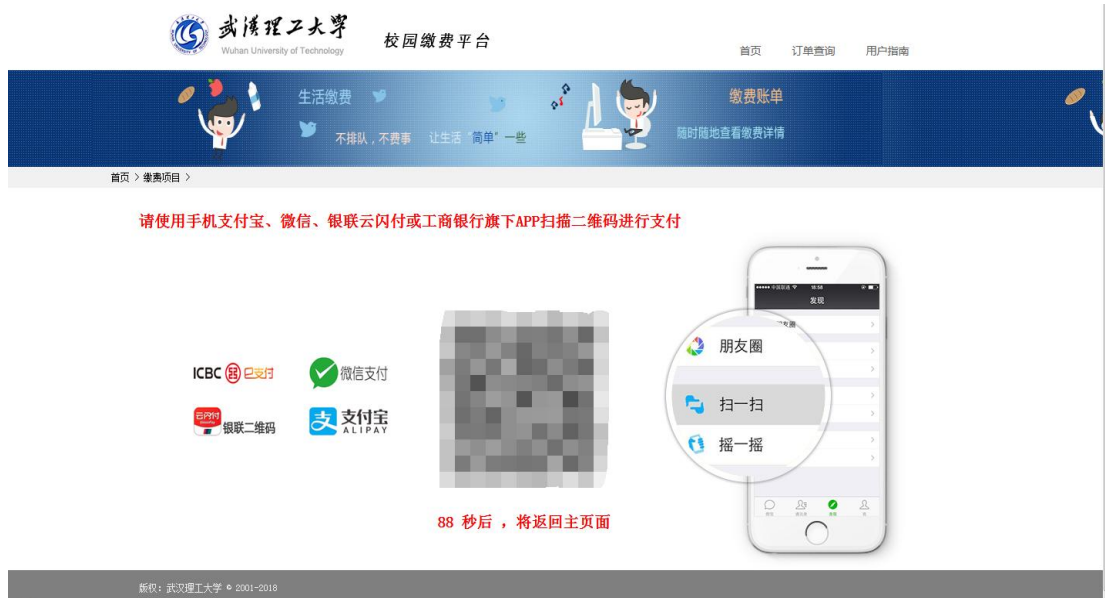 武汉理工大学
Wuhan University of Technology
校园缴费平台
首页 订单查询 用户指南
生活缴费
不排队，不费事 让生活“简单”一些
缴费账单
随时随地查看缴费详情
首页 > 缴费项目 >
请使用手机支付宝、微信、银联云闪付或工商银行旗下APP扫描二维码进行支付
中国联通
发现
朋友圈
扫一扫
摇一摇
ICBC e支付
微信支付
云闪付
银联二维码
支 支付宝
ALIPAY
88 秒后 ，将返回主页面
版权：武汉理工大学 © 2001-2018